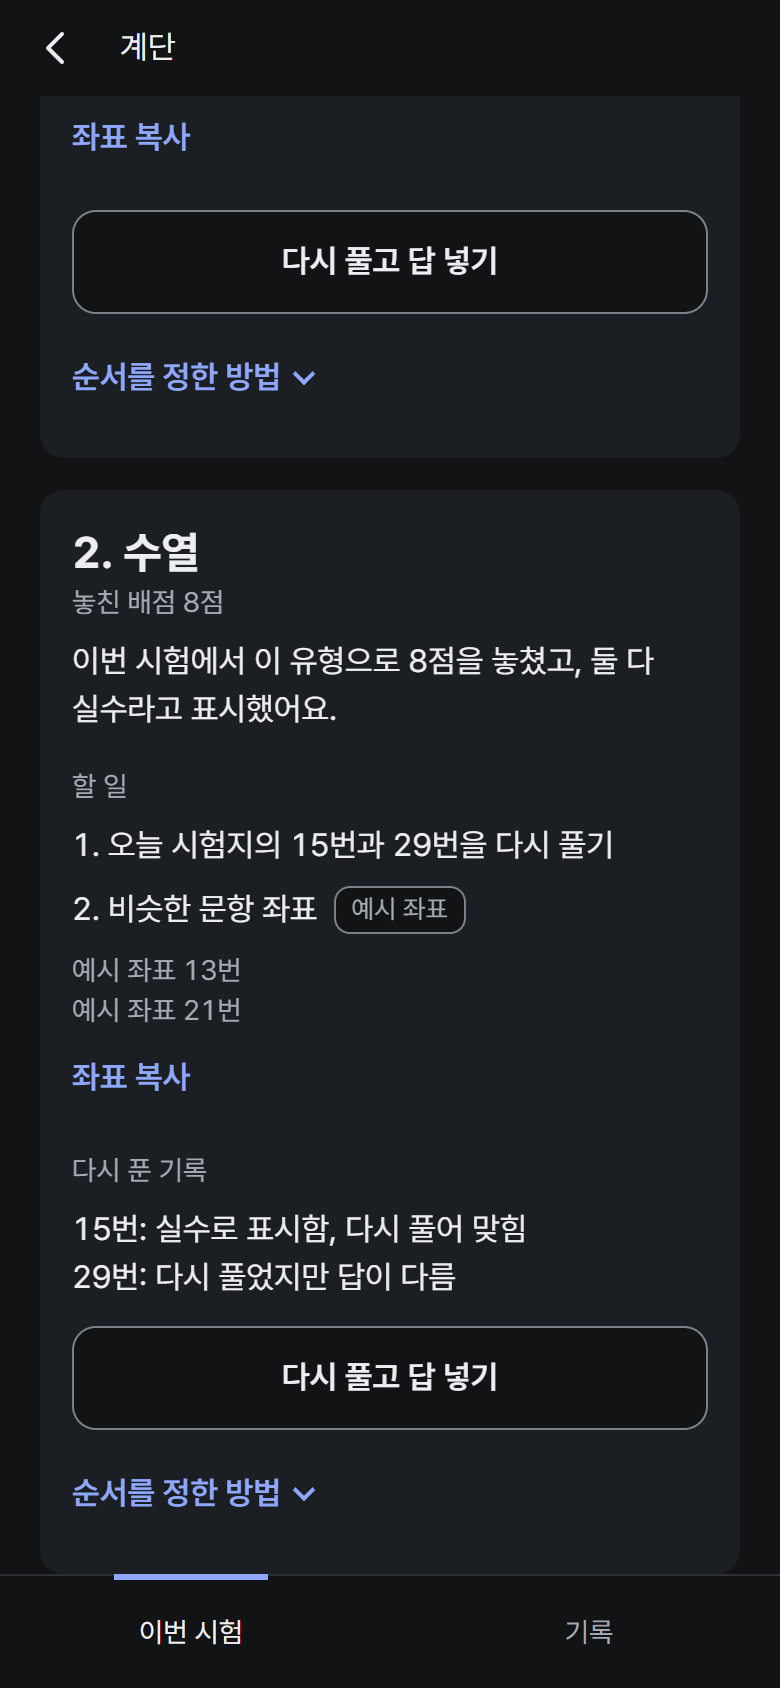 계단
좌표 복사
다시 풀고 답 넣기
순서를 정한 방법
2. 수열
놓친 배점 8점
이번 시험에서 이 유형으로 8점을 놓쳤고, 둘 다
실수라고 표시했어요.
할 일
1. 오늘 시험지의 15번과 29번을 다시 풀기
2. 비슷한 문항 좌표 예시 좌표
예시 좌표 13번
예시 좌표 21번
좌표 복사
다시 푼 기록
15번: 실수로 표시함, 다시 풀어 맞힘
29번: 다시 풀었지만 답이 다름
다시 풀고 답 넣기
순서를 정한 방법
이번 시험 기록